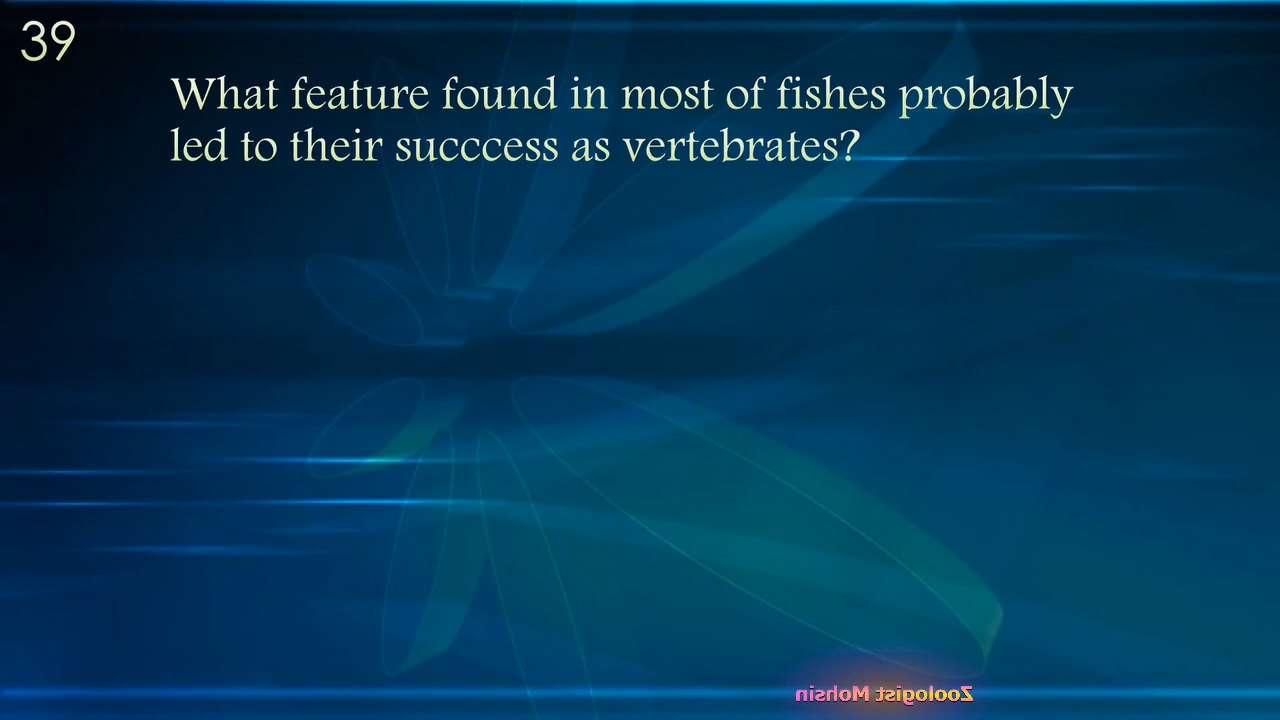 39
What feature found in most of fishes probably
led to their succcess as vertebrates?
Zoologist Mohsin